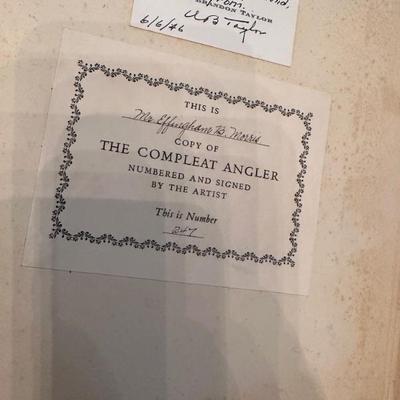 BRANDON TAYLOR
6/6/46
THIS IS
Mr. Effingham B. Morris
COPY OF
THE COMPLEAT ANGLER
NUMBERED AND SIGNED
BY THE ARTIST
This is Number
247